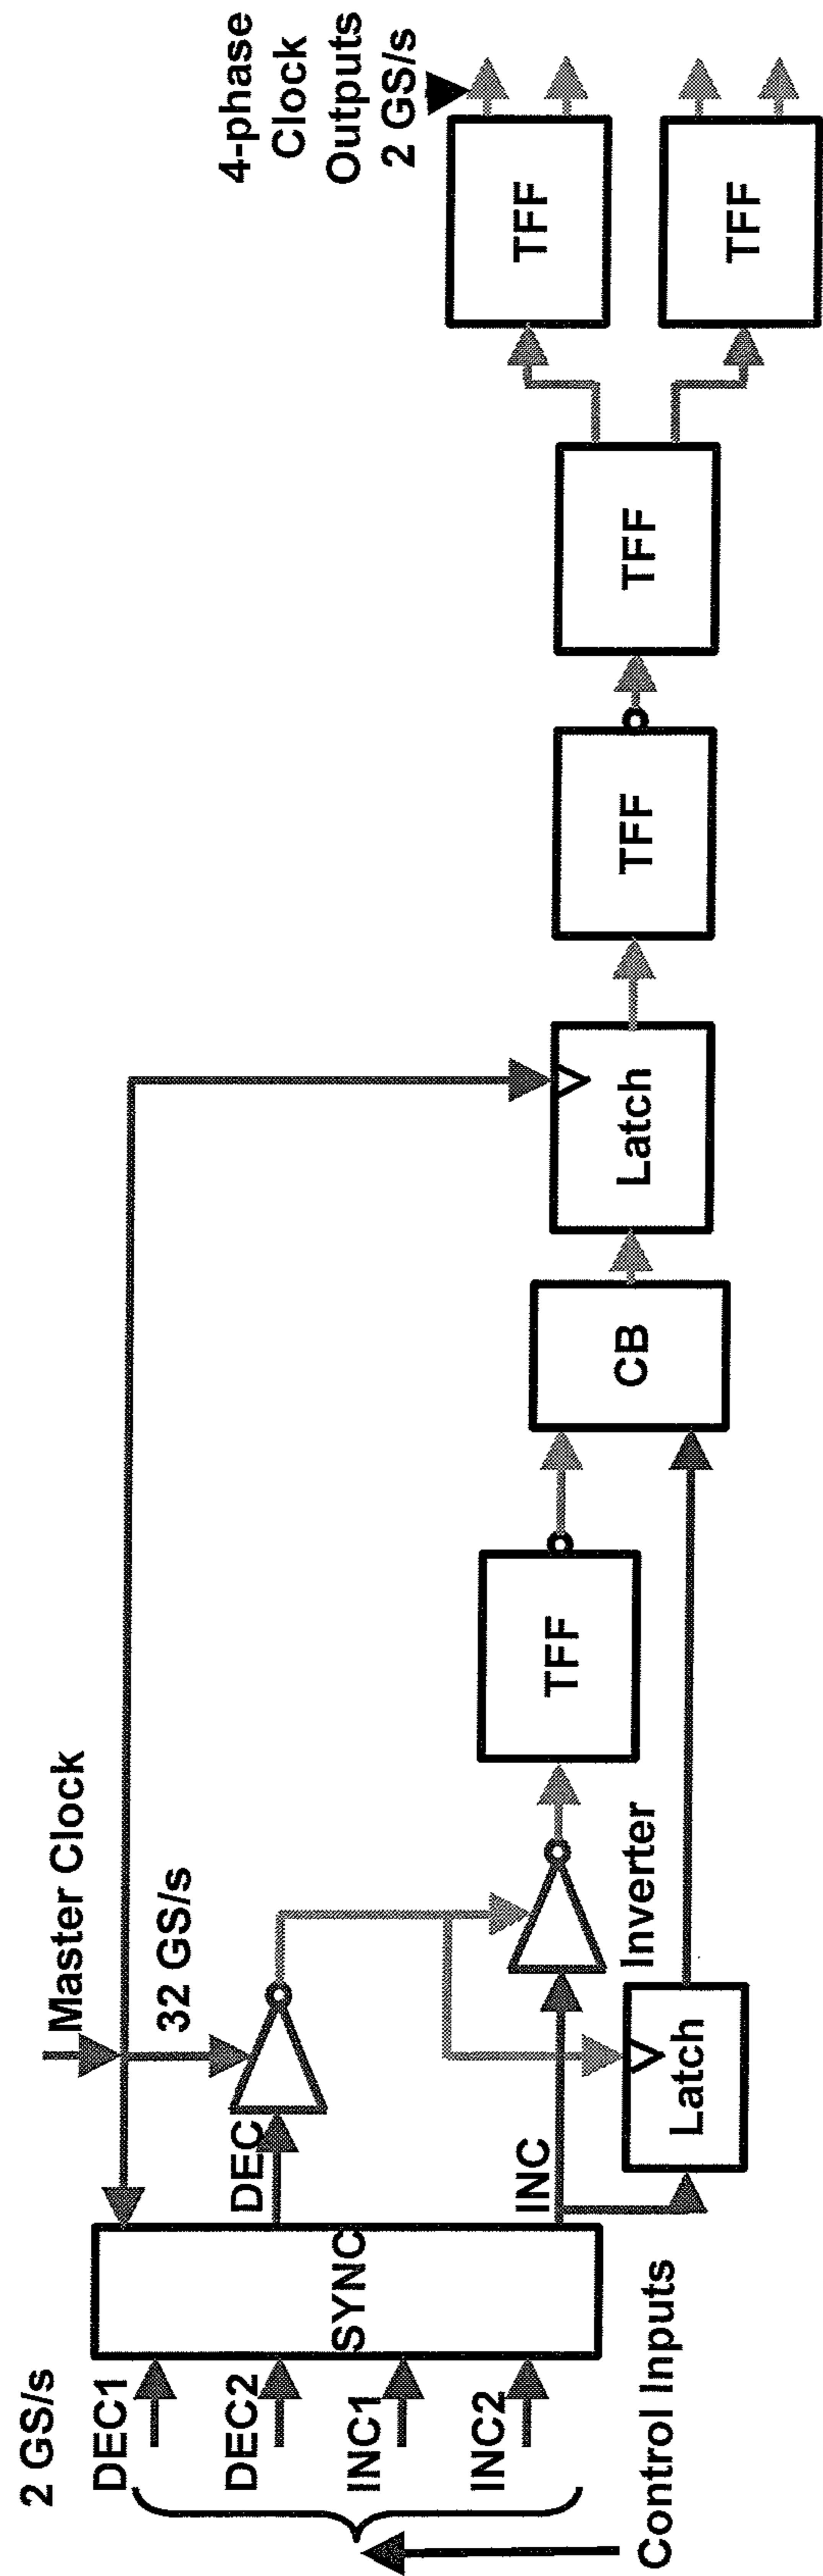 4-phase
Clock
Outputs
2 GS/s
TFF
TFF
TFF
TFF
Latch
CB
TFF
Master Clock
32 GS/s
Inverter
Latch
DEC
INC
SYNC
2 GS/s
DEC1
DEC2
INC1
INC2
Control Inputs